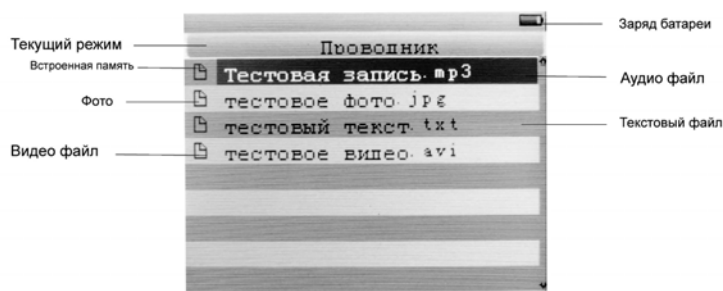 Заряд батареи
Текущий режим
Проводник
Встроенная память
Тестовая запись.mp3
Аудио файл
Фото
тестовое фото.jpg
тестовый текст.txt
Текстовый файл
Видео файл
тестовое видео.avi